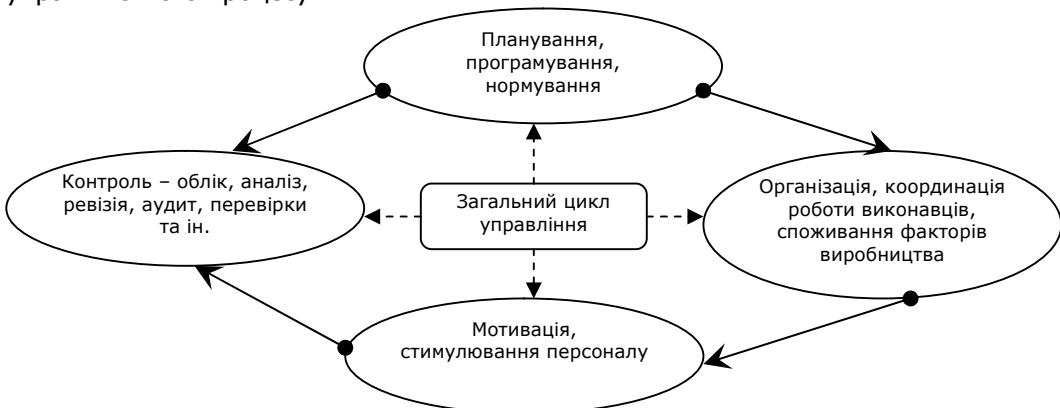 Планування,
програмування,
нормування
Контроль – облік, аналіз,
ревізія, аудит, перевірки
та ін.
Загальний цикл
управління
Організація, координація
роботи виконавців,
споживання факторів
виробництва
Мотивація,
стимулювання персоналу